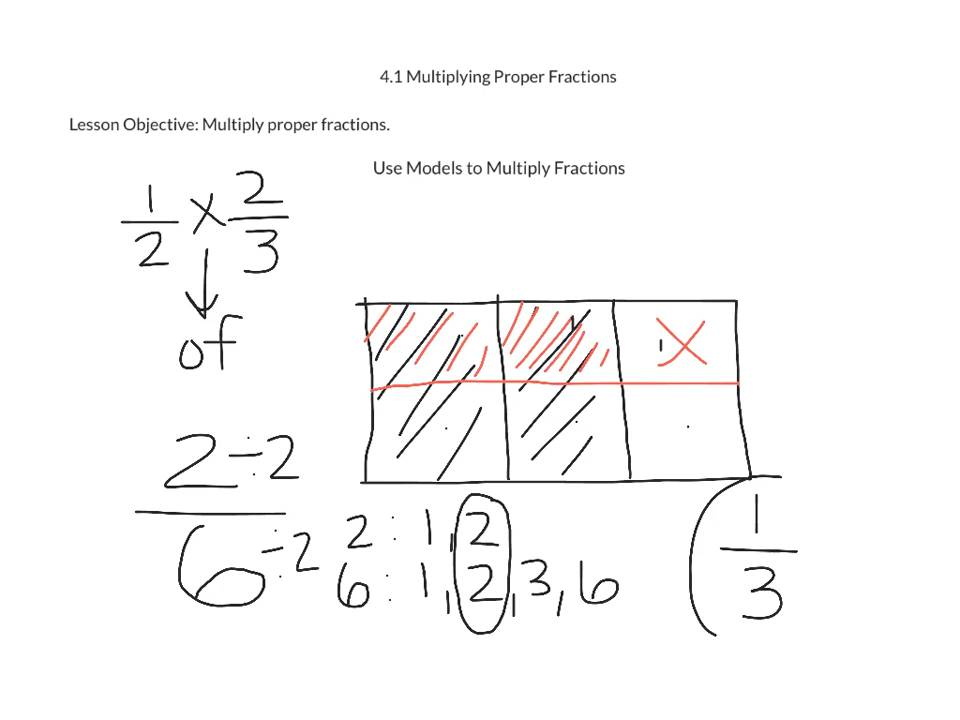 4.1 Multiplying Proper Fractions
Lesson Objective: Multiply proper fractions.
Use Models to Multiply Fractions
1/2 × 2/3
of
2÷2
6÷2
2: 1, 2
6: 1, 2, 3, 6
1/3